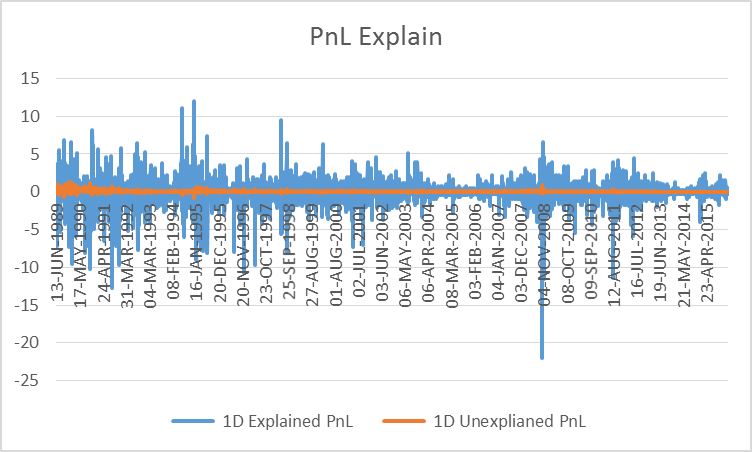 PnL Explain
15
10
5
0
-5
-10
-15
-20
-25
13-JUN-1989
17-MAY-1990
24-APR-1991
31-MAR-1992
04-MAR-1993
08-FEB-1994
16-JAN-1995
20-DEC-1995
20-NOV-1996
23-OCT-1997
25-SEP-1998
27-AUG-1999
01-AUG-2000
02-JUL-2001
03-JUN-2002
06-MAY-2003
06-APR-2004
08-MAR-2005
03-FEB-2006
04-JAN-2007
03-DEC-2007
04-NOV-2008
08-OCT-2009
09-SEP-2010
12-AUG-2011
16-JUL-2012
19-JUN-2013
21-MAY-2014
23-APR-2015
1D Explained PnL
1D Unexplianed PnL